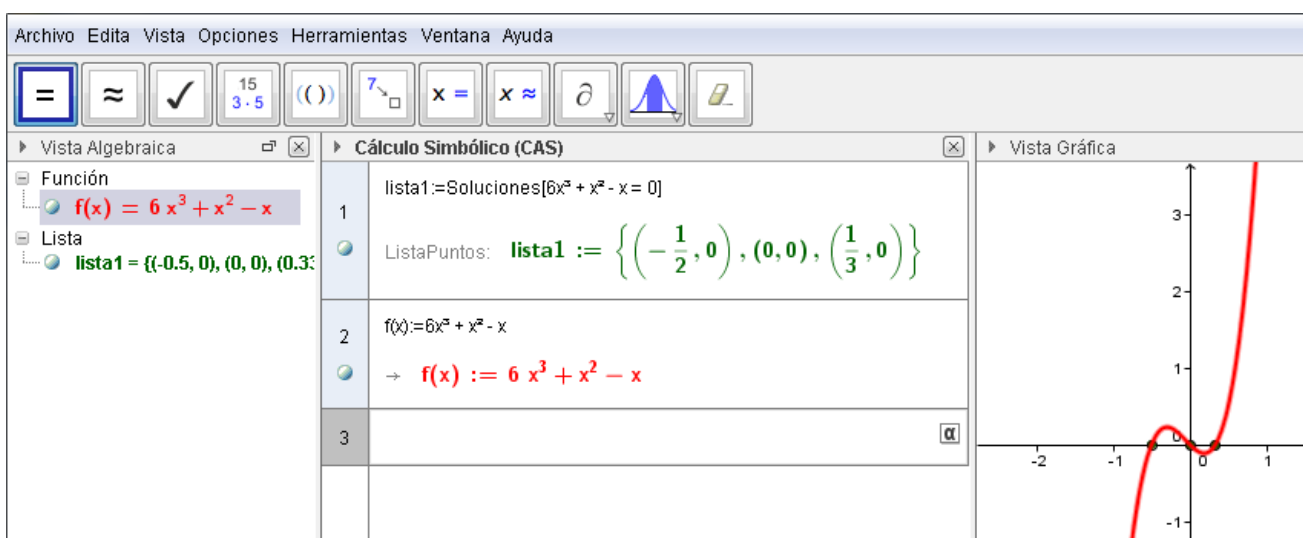 Archivo Edita Vista Opciones Herramientas Ventana Ayuda
= ≈ ✓ 15 3·5 (( )) 7 x = x ≈ ∂
Vista Algebraica
Función
f(x) = 6 x³ + x² − x
Lista
lista1 = {(-0.5, 0), (0, 0), (0.33
Cálculo Simbólico (CAS)
1
lista1:=Soluciones[6x³ + x² - x = 0]
ListaPuntos: lista1 := {(−1/2, 0), (0, 0), (1/3, 0)}
2
f(x):=6x³ + x² - x
→ f(x) := 6 x³ + x² − x
3
α
Vista Gráfica
3
2
1
0
-2 -1 0 1
-1